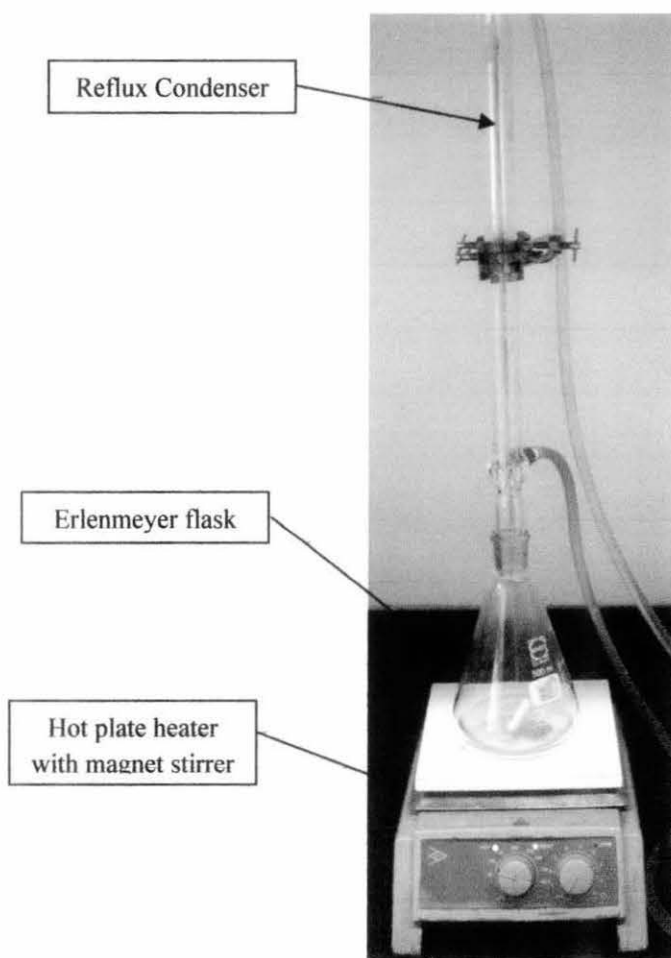 Reflux Condenser
Erlenmeyer flask
Hot plate heater
with magnet stirrer